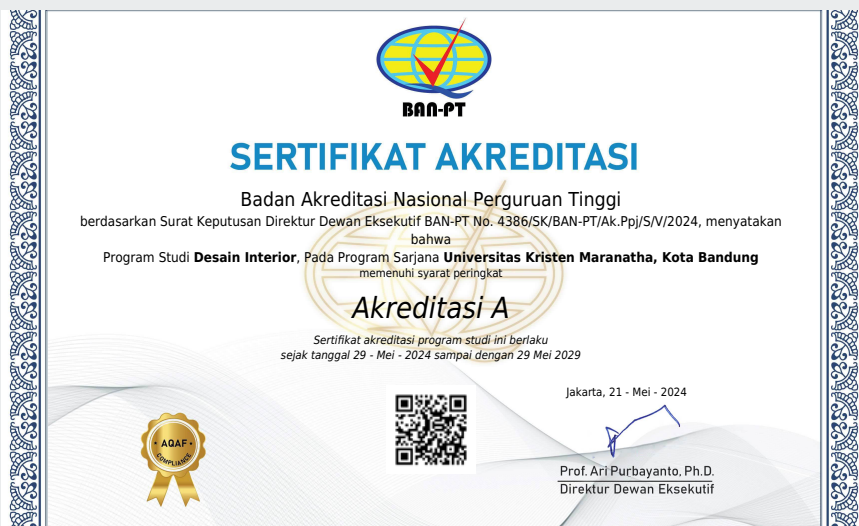 BAN-PT
SERTIFIKAT AKREDITASI
Badan Akreditasi Nasional Perguruan Tinggi
berdasarkan Surat Keputusan Direktur Dewan Eksekutif BAN-PT No. 4386/SK/BAN-PT/Ak.Ppj/S/V/2024, menyatakan
bahwa
Program Studi Desain Interior, Pada Program Sarjana Universitas Kristen Maranatha, Kota Bandung
memenuhi syarat peringkat
Akreditasi A
Sertifikat akreditasi program studi ini berlaku
sejak tanggal 29 - Mei - 2024 sampai dengan 29 Mei 2029
Jakarta, 21 - Mei - 2024
AQAF
COMPLIANCE
Prof. Ari Purbayanto, Ph.D.
Direktur Dewan Eksekutif